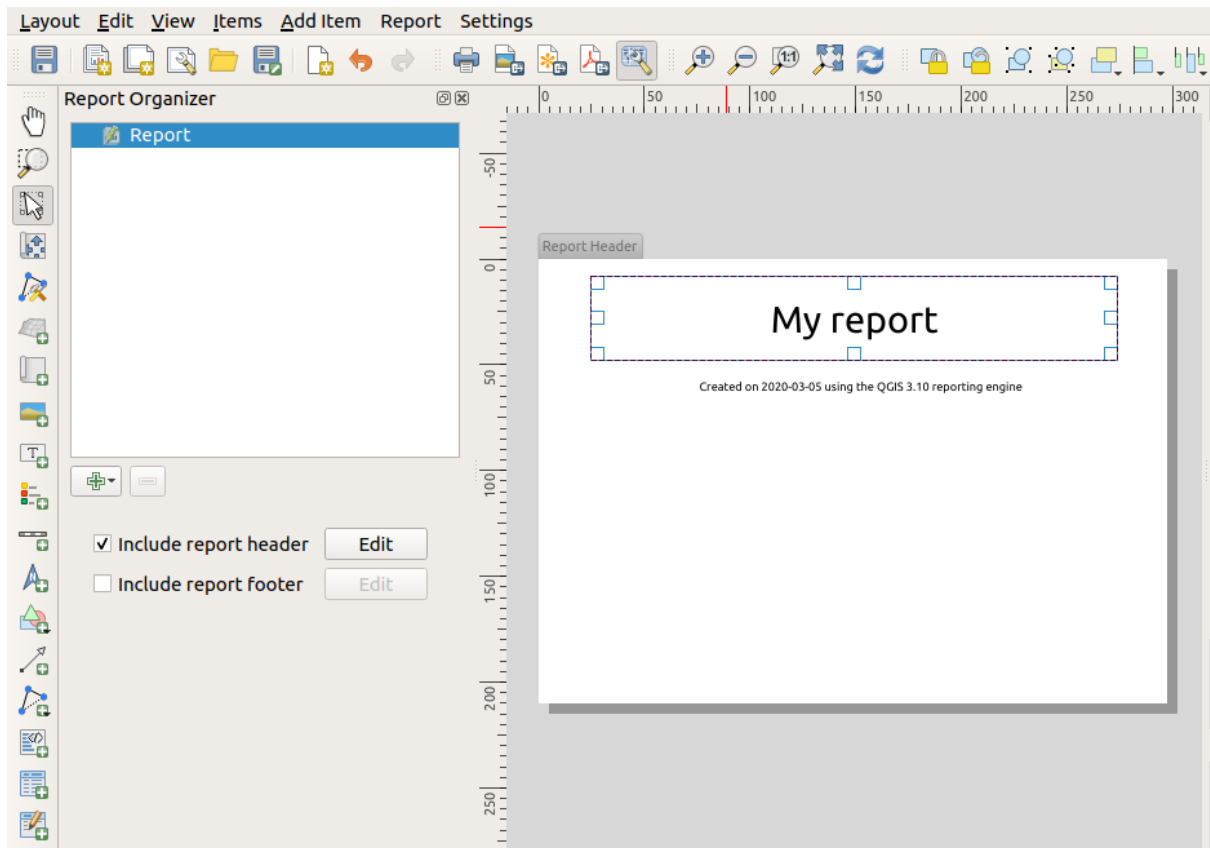 Layout Edit View Items Add Item Report Settings
1:1
Report Organizer
0 50 100 150 200 250 300
Report
-50
Report Header
0
My report
50
Created on 2020-03-05 using the QGIS 3.10 reporting engine
T
100
Include report header Edit
Include report footer Edit
150
200
</>
250